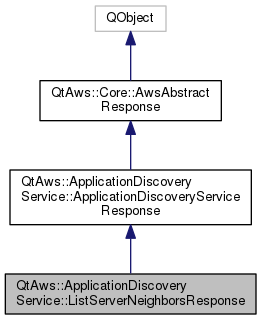 QObject
QtAws::Core::AwsAbstract
Response
QtAws::ApplicationDiscovery
Service::ApplicationDiscoveryService
Response
QtAws::ApplicationDiscovery
Service::ListServerNeighborsResponse